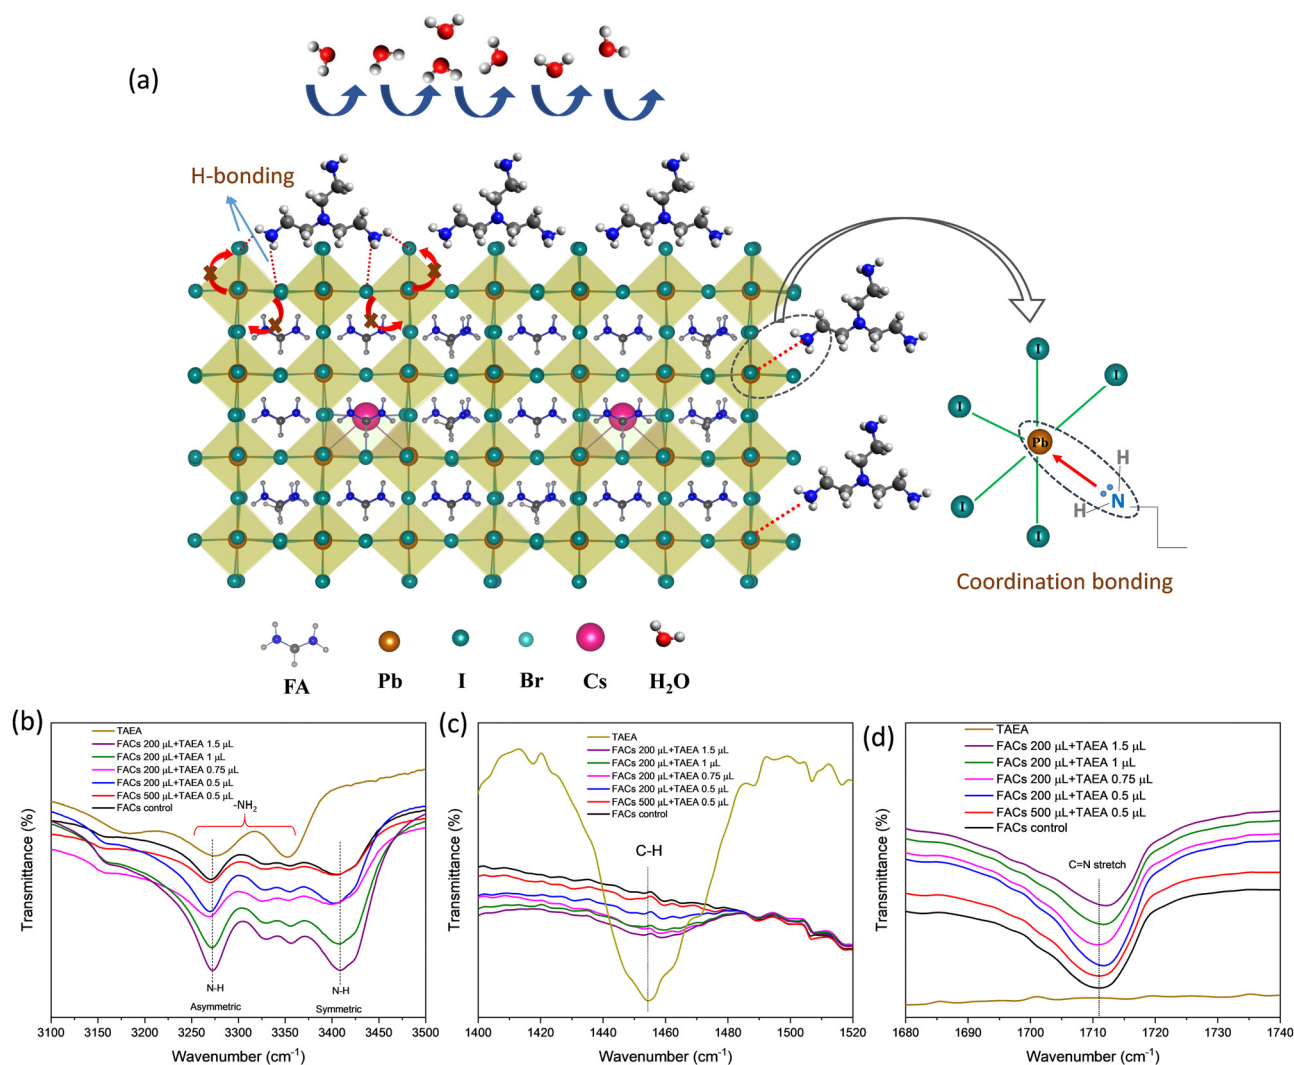 (a)
H-bonding
I
I
I
Pb
H
I
N
H
I
Coordination bonding
FA
Pb
I
Br
Cs
H₂O
(b)
TAEA
FACs 200 μL+TAEA 1.5 μL
FACs 200 μL+TAEA 1 μL
FACs 200 μL+TAEA 0.75 μL
FACs 200 μL+TAEA 0.5 μL
FACs 500 μL+TAEA 0.5 μL
FACs control
-NH₂
N-H
N-H
Asymmetric
Symmetric
Transmittance (%)
3100 3150 3200 3250 3300 3350 3400 3450 3500
Wavenumber (cm⁻¹)
(c)
TAEA
FACs 200 μL+TAEA 1.5 μL
FACs 200 μL+TAEA 1 μL
FACs 200 μL+TAEA 0.75 μL
FACs 200 μL+TAEA 0.5 μL
FACs 500 μL+TAEA 0.5 μL
FACs control
C-H
Transmittance (%)
1400 1420 1440 1460 1480 1500 1520
Wavenumber (cm⁻¹)
(d)
TAEA
FACs 200 μL+TAEA 1.5 μL
FACs 200 μL+TAEA 1 μL
FACs 200 μL+TAEA 0.75 μL
FACs 200 μL+TAEA 0.5 μL
FACs 500 μL+TAEA 0.5 μL
FACs control
C=N stretch
Transmittance (%)
1680 1690 1700 1710 1720 1730 1740
Wavenumber (cm⁻¹)